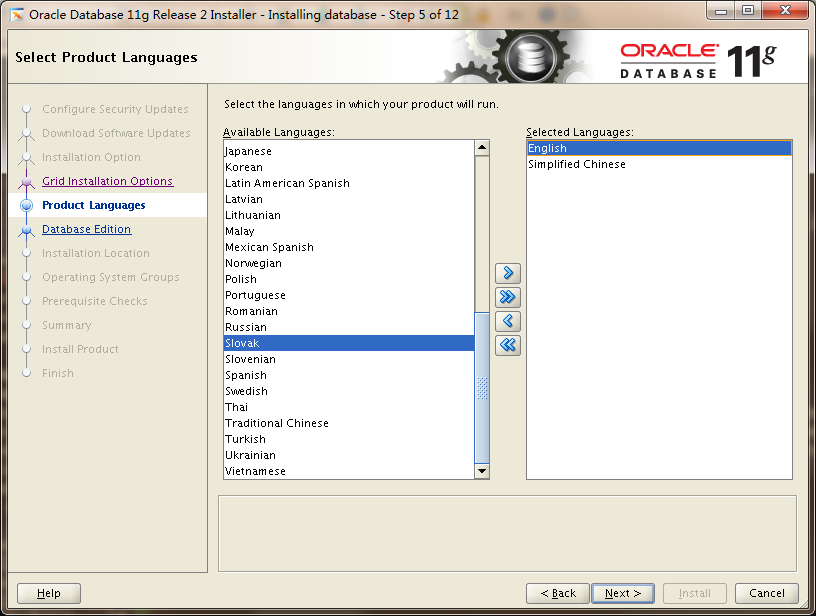 Oracle Database 11g Release 2 Installer - Installing database - Step 5 of 12
Select Product Languages
ORACLE
DATABASE
11g
Configure Security Updates
Download Software Updates
Installation Option
Grid Installation Options
Product Languages
Database Edition
Installation Location
Operating System Groups
Prerequisite Checks
Summary
Install Product
Finish
Select the languages in which your product will run.
Available Languages:
Japanese
Korean
Latin American Spanish
Latvian
Lithuanian
Malay
Mexican Spanish
Norwegian
Polish
Portuguese
Romanian
Russian
Slovak
Slovenian
Spanish
Swedish
Thai
Traditional Chinese
Turkish
Ukrainian
Vietnamese
Selected Languages:
English
Simplified Chinese
Help
< Back
Next >
Install
Cancel